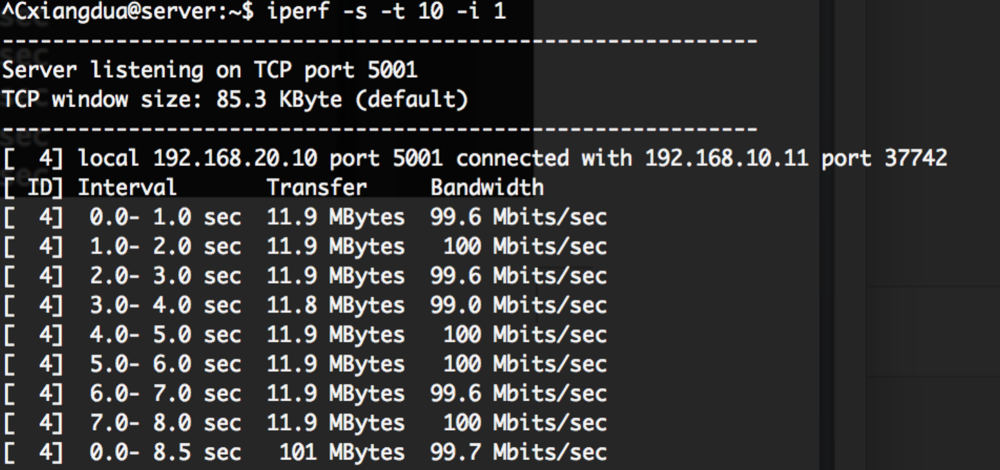 ^Cxiangdua@server:~$ iperf -s -t 10 -i 1
------------------------------------------------------------
Server listening on TCP port 5001
TCP window size: 85.3 KByte (default)
------------------------------------------------------------
[  4] local 192.168.20.10 port 5001 connected with 192.168.10.11 port 37742
[ ID] Interval       Transfer     Bandwidth
[  4]  0.0- 1.0 sec  11.9 MBytes  99.6 Mbits/sec
[  4]  1.0- 2.0 sec  11.9 MBytes   100 Mbits/sec
[  4]  2.0- 3.0 sec  11.9 MBytes  99.6 Mbits/sec
[  4]  3.0- 4.0 sec  11.8 MBytes  99.0 Mbits/sec
[  4]  4.0- 5.0 sec  11.9 MBytes   100 Mbits/sec
[  4]  5.0- 6.0 sec  11.9 MBytes   100 Mbits/sec
[  4]  6.0- 7.0 sec  11.9 MBytes  99.6 Mbits/sec
[  4]  7.0- 8.0 sec  11.9 MBytes   100 Mbits/sec
[  4]  0.0- 8.5 sec   101 MBytes  99.7 Mbits/sec